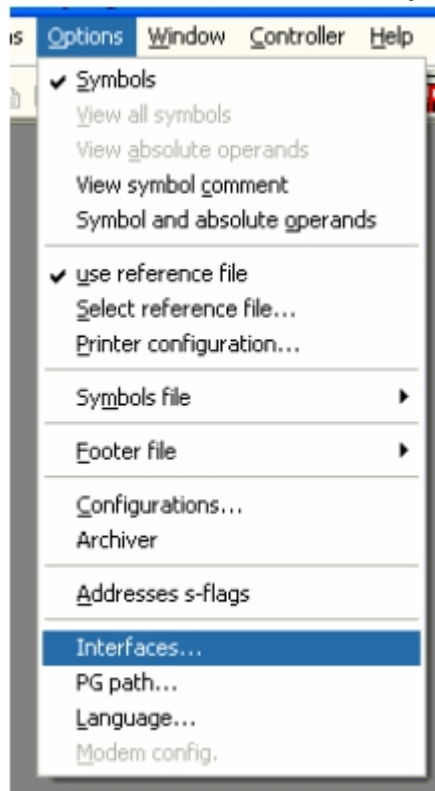 Options Window Controller Help
✔ Symbols
View all symbols
View absolute operands
View symbol comment
Symbol and absolute operands
✔ use reference file
Select reference file...
Printer configuration...
Symbols file
Footer file
Configurations...
Archiver
Addresses s-flags
Interfaces...
PG path...
Language...
Modem config.